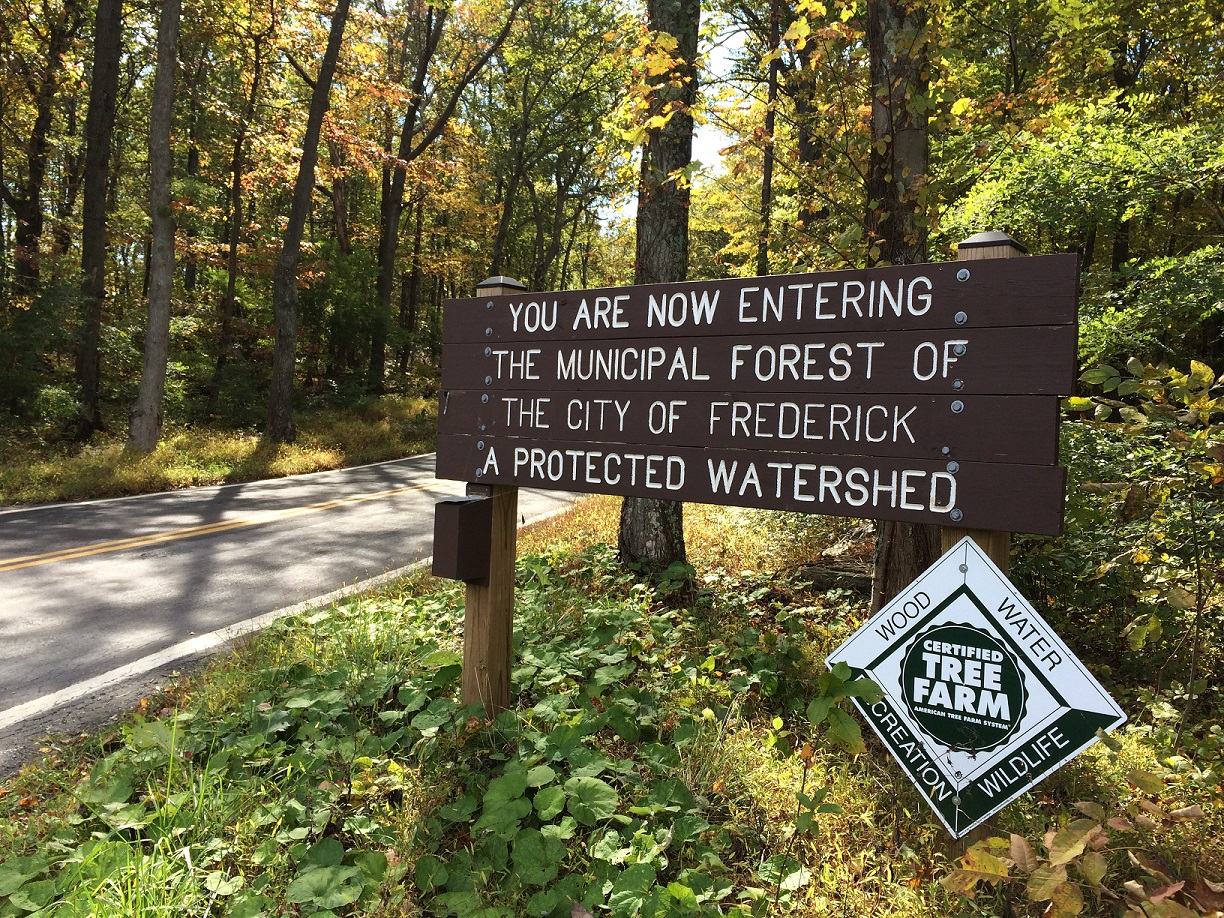 YOU ARE NOW ENTERING
THE MUNICIPAL FOREST OF
THE CITY OF FREDERICK
A PROTECTED WATERSHED
WOOD
WATER
CERTIFIED
TREE
FARM
AMERICAN TREE FARM SYSTEM
CREATION
WILDLIFE